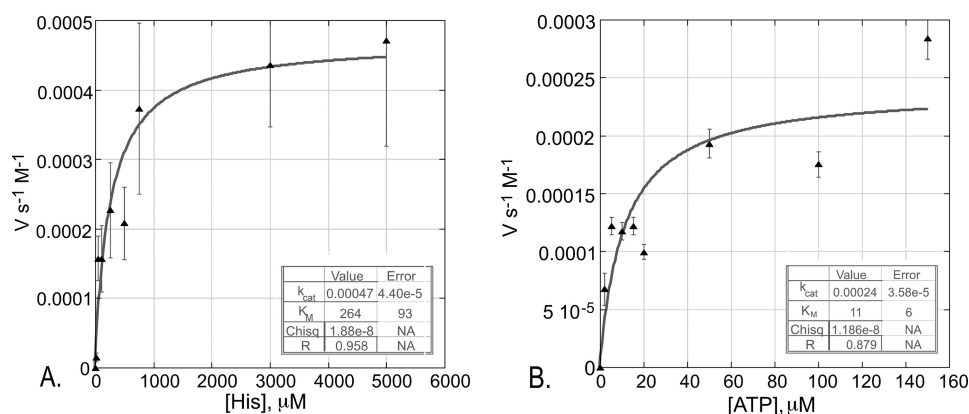 0.0005
0.0004
0.0003
0.0002
0.0001
0
V s⁻¹ M⁻¹
Value Error
k_cat 0.00047 4.40e-5
K_M 264 93
Chisq 1.88e-8 NA
R 0.958 NA
A.
0 1000 2000 3000 4000 5000 6000
[His], μM
0.0003
0.00025
0.0002
0.00015
0.0001
5 10⁻⁵
0
V s⁻¹ M⁻¹
Value Error
k_cat 0.00024 3.58e-5
K_M 11 6
Chisq 1.186e-8 NA
R 0.879 NA
B.
0 20 40 60 80 100 120 140 160
[ATP], μM